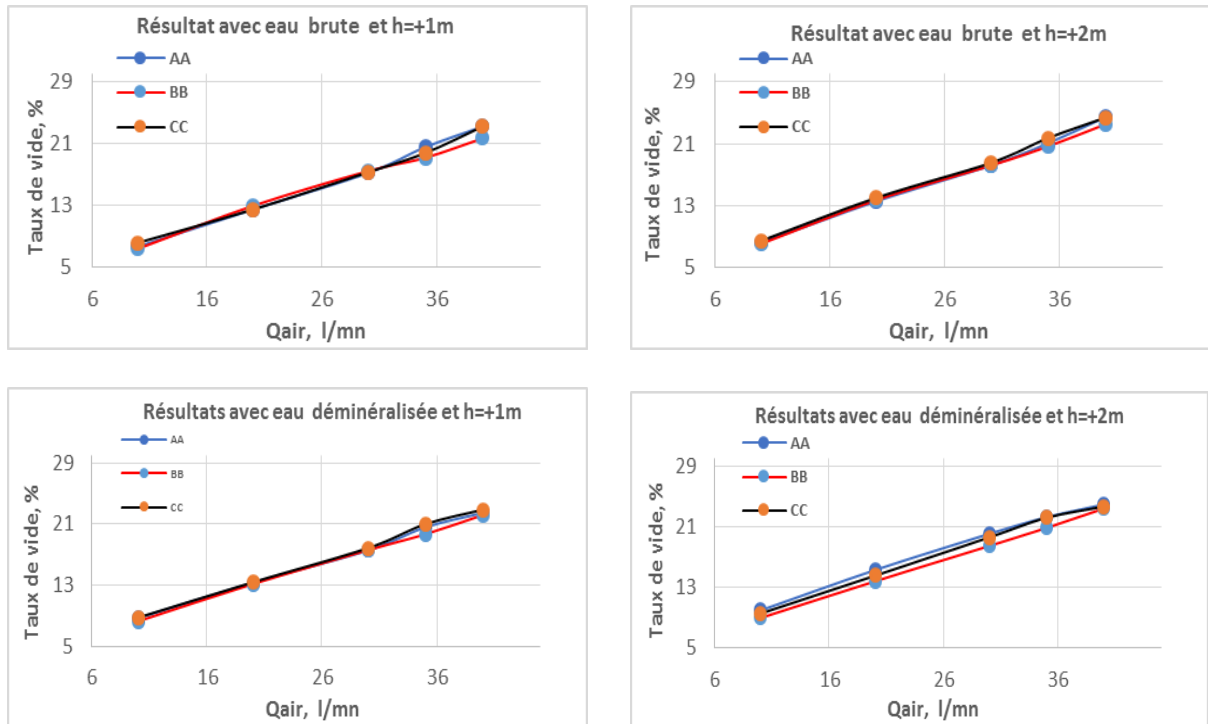 Résultat avec eau brute et h=+1m
AA
BB
CC
Taux de vide, %
29
21
13
5
6 16 26 36
Qair, l/mn
Résultat avec eau brute et h=+2m
AA
BB
CC
Taux de vide, %
29
21
13
5
6 16 26 36
Qair, l/mn
Résultats avec eau déminéralisée et h=+1m
AA
BB
CC
Taux de vide, %
29
21
13
5
6 16 26 36
Qair, l/mn
Résultats avec eau déminéralisée et h=+2m
AA
BB
CC
Taux de vide, %
29
21
13
5
6 16 26 36
Qair, l/mn